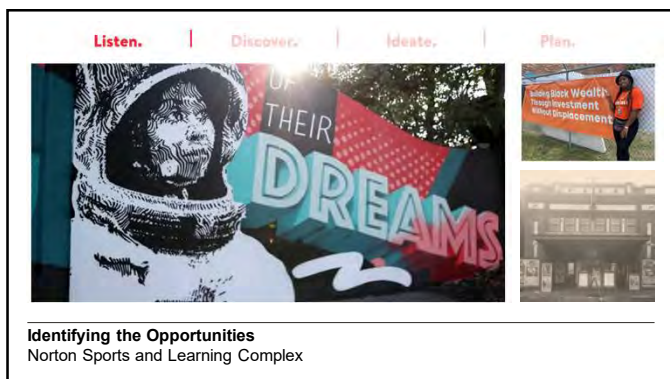 Listen.
Discover.
Ideate.
Plan.
OF
THEIR
DREAMS
Building Black Wealth
Through Investment
Without Displacement
Identifying the Opportunities
Norton Sports and Learning Complex